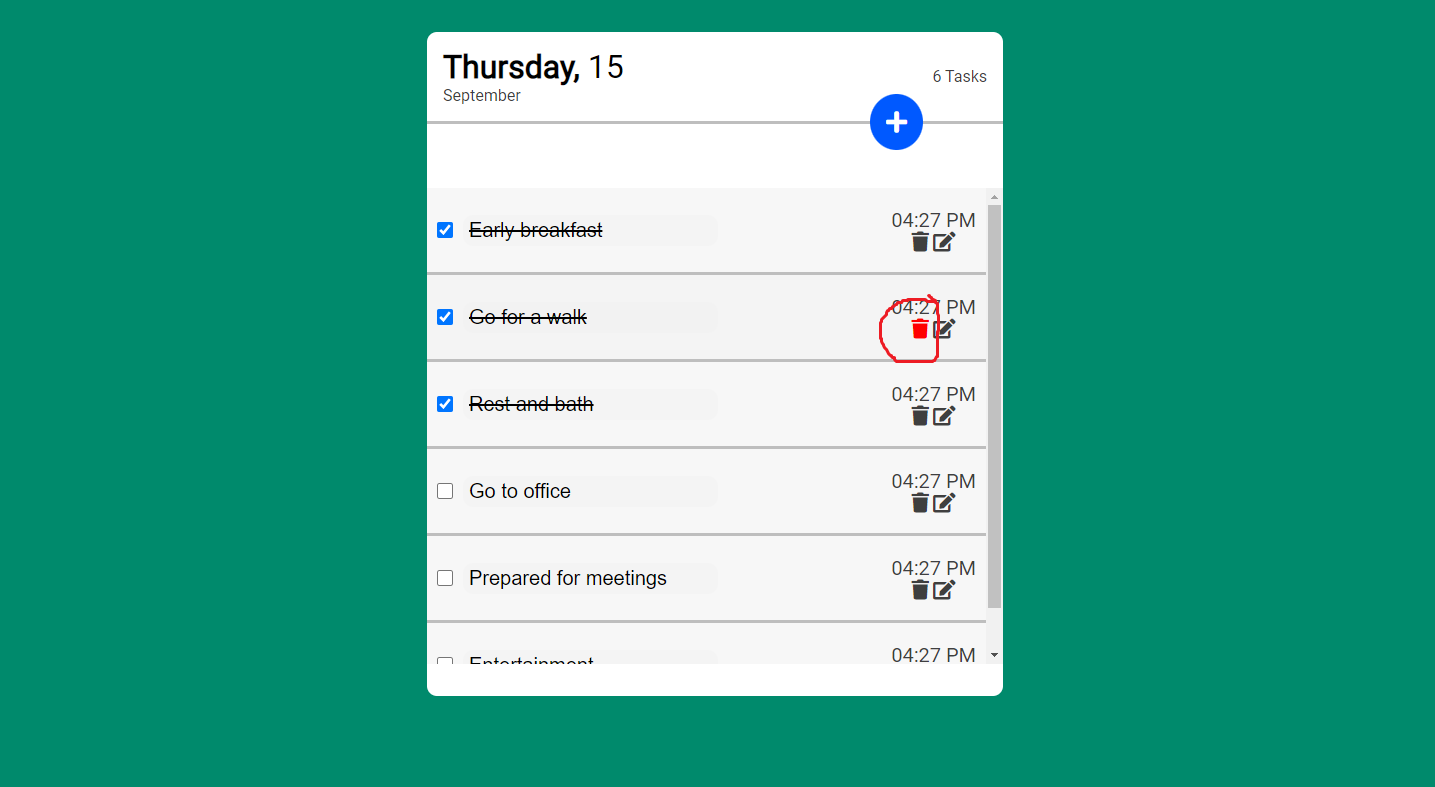 Thursday, 15
6 Tasks
September
Early breakfast
04:27 PM
Go for a walk
04:27 PM
Rest and bath
04:27 PM
Go to office
04:27 PM
Prepared for meetings
04:27 PM
Entertainment
04:27 PM